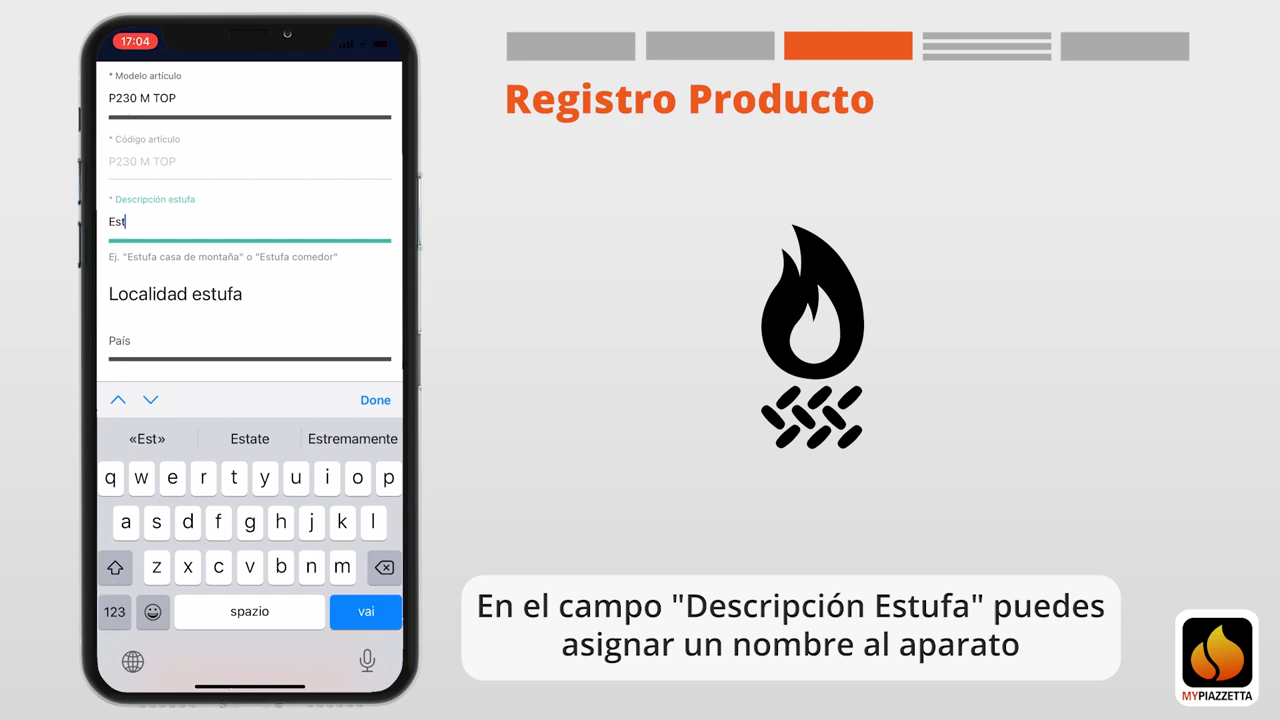 17:04
* Modelo artículo
P230 M TOP
* Código artículo
P230 M TOP
* Descripción estufa
Est
Ej. "Estufa casa de montaña" o "Estufa comedor"
Localidad estufa
País
Done
«Est» Estate Estremamente
q w e r t y u i o p
a s d f g h j k l
z x c v b n m
123 spazio vai
Registro Producto
En el campo "Descripción Estufa" puedes
asignar un nombre al aparato
MYPIAZZETTA